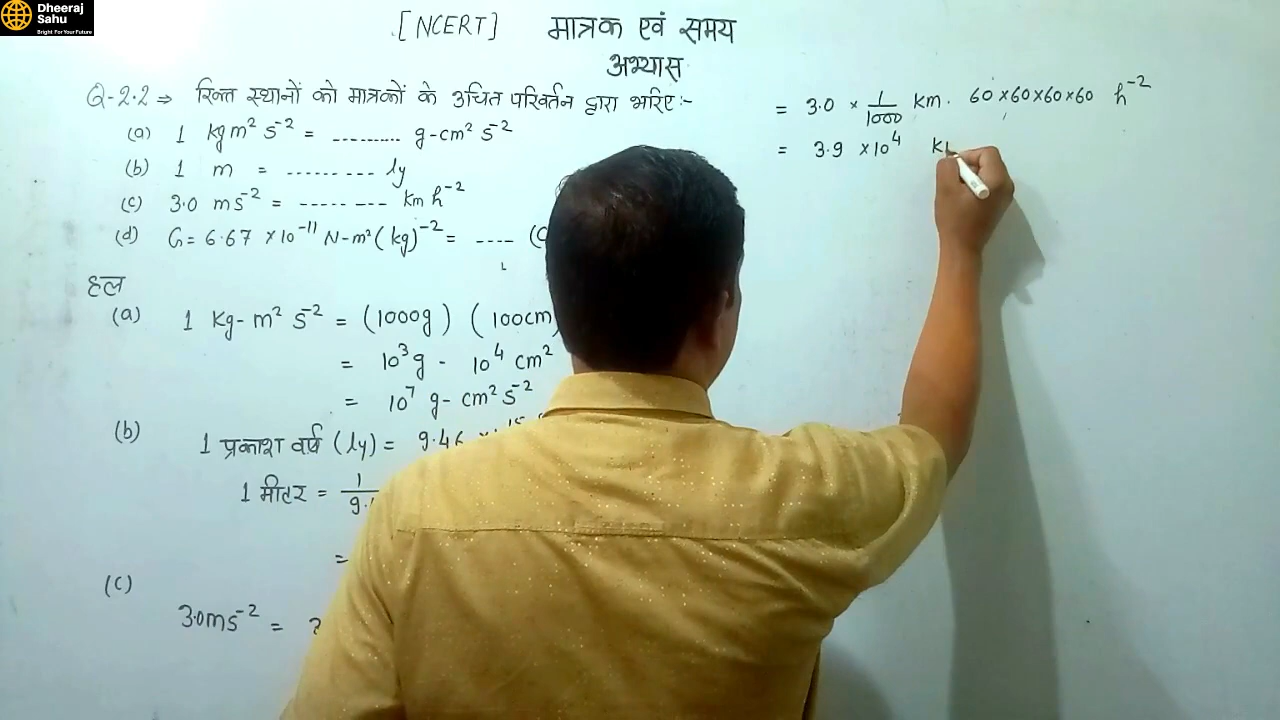 Dheeraj
Sahu
Bright For Your Future
[NCERT] मात्रक एवं समय
अभ्यास
Q-2.2 ⇒ रिक्त स्थानों को मात्रकों के उचित परिवर्तन द्वारा भरिए:-
(a) 1 kg m² s⁻² = .......... g-cm² s⁻²
(b) 1 m = --------- ly
(c) 3.0 ms⁻² = -------- km h⁻²
(d) G = 6.67 ×10⁻¹¹ N-m² (kg)⁻² = ----
हल
(a) 1 Kg-m² s⁻² = (1000g) (100cm)
= 10³g - 10⁴ cm²
= 10⁷ g-cm² s⁻²
(b) 1 प्रकाश वर्ष (ly) = 9.46 × 
1 मीटर = 1/9.
=
(c)
3.0ms⁻² =
= 3.0 × 1/1000 km. 60×60×60×60 h⁻²
= 3.9 ×10⁴